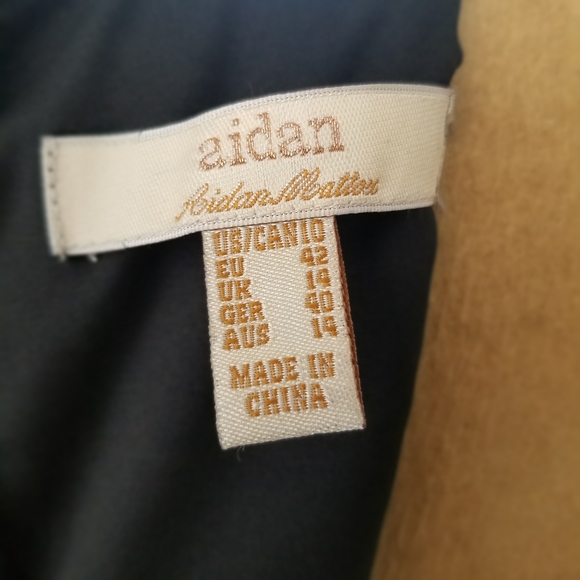 aidan
Aidan Mattox
US/CAN 10
EU 42
UK 14
GER 40
AUS 14
MADE IN
CHINA